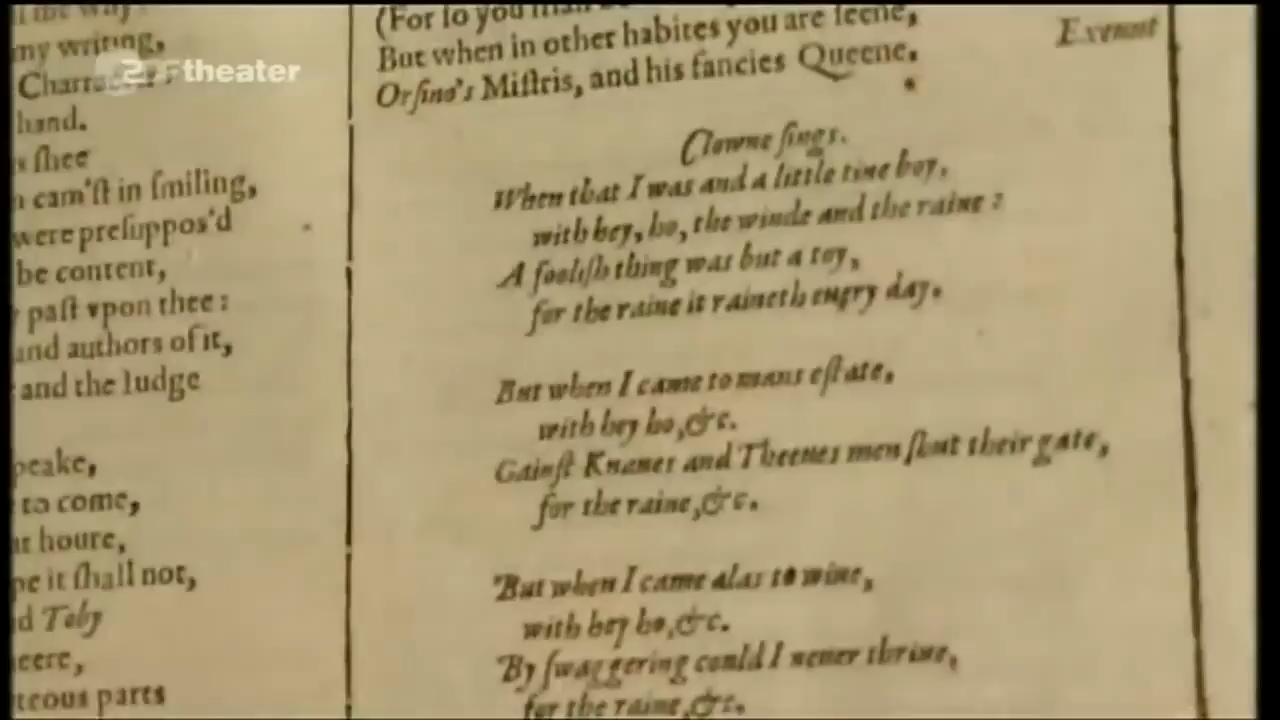 my writing,
hand.
ſhee
cam'ſt in ſmiling,
were preſuppos'd
be content,
paſt vpon thee:
and authors of it,
and the Iudge
peake,
to come,
houre,
it ſhall not,
Toby
teous parts
ZDFtheater
(For ſo you
But when in other habites you are ſeene,
Orſino's Miſtris, and his fancies Queene.
Exeunt
Clowne ſings.
When that I was and a little tine boy,
with hey, ho, the winde and the raine:
A fooliſh thing was but a toy,
for the raine it raineth euery day.
But when I came to mans eſtate,
with hey ho, &c.
Gainſt Knaues and Theeues men ſhut their gate,
for the raine, &c.
But when I came alas to wiue,
with hey ho, &c.
By ſwaggering could I neuer thriue,
for the raine, &c.